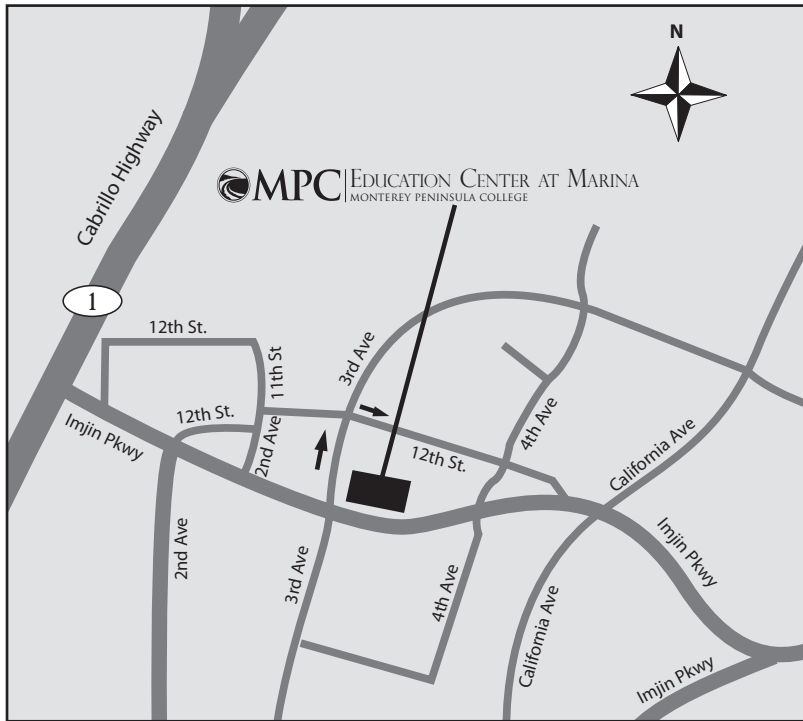 N
Cabrillo Highway
MPC EDUCATION CENTER AT MARINA
MONTEREY PENINSULA COLLEGE
1
12th St.
11th St
3rd Ave
12th St.
2nd Ave
Imjin Pkwy
12th St.
4th Ave
California Ave
2nd Ave
3rd Ave
4th Ave
California Ave
Imjin Pkwy
Imjin Pkwy